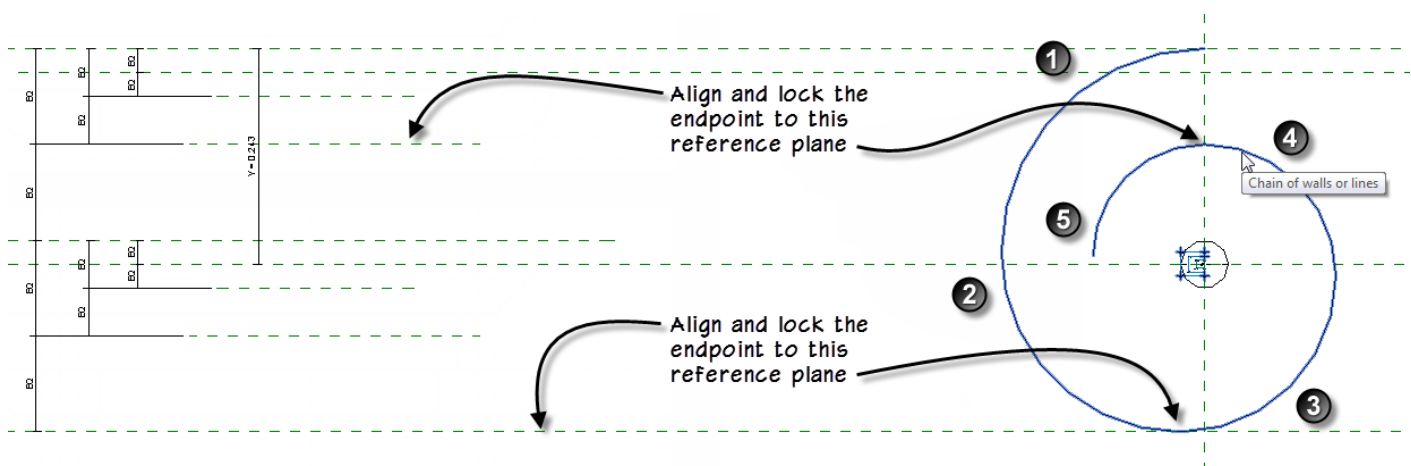 1
EQ
EQ
EQ
EQ
EQ
Align and lock the
endpoint to this
reference plane
4
Y = 0.243
Chain of walls or lines
5
EQ
EQ
EQ
EQ
EQ
2
Align and lock the
endpoint to this
reference plane
EQ
3